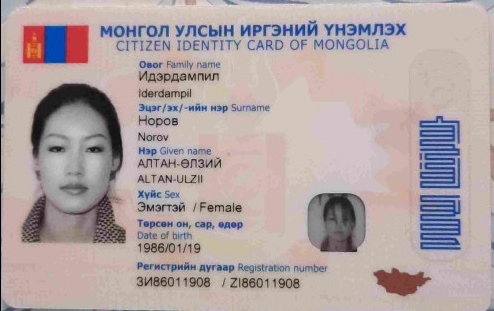 МОНГОЛ УЛСЫН ИРГЭНИЙ ҮНЭМЛЭХ
CITIZEN IDENTITY CARD OF MONGOLIA
Овог Family name
Идэрдампил
Iderdampil
Эцэг/эх/-ийн нэр Surname
Норов
Norov
Нэр Given name
АЛТАН-ӨЛЗИЙ
ALTAN-ULZII
Хүйс Sex
Эмэгтэй / Female
Төрсөн он, сар, өдөр
Date of birth
1986/01/19
Регистрийн дугаар Registration number
ЗИ86011908 / ZI86011908